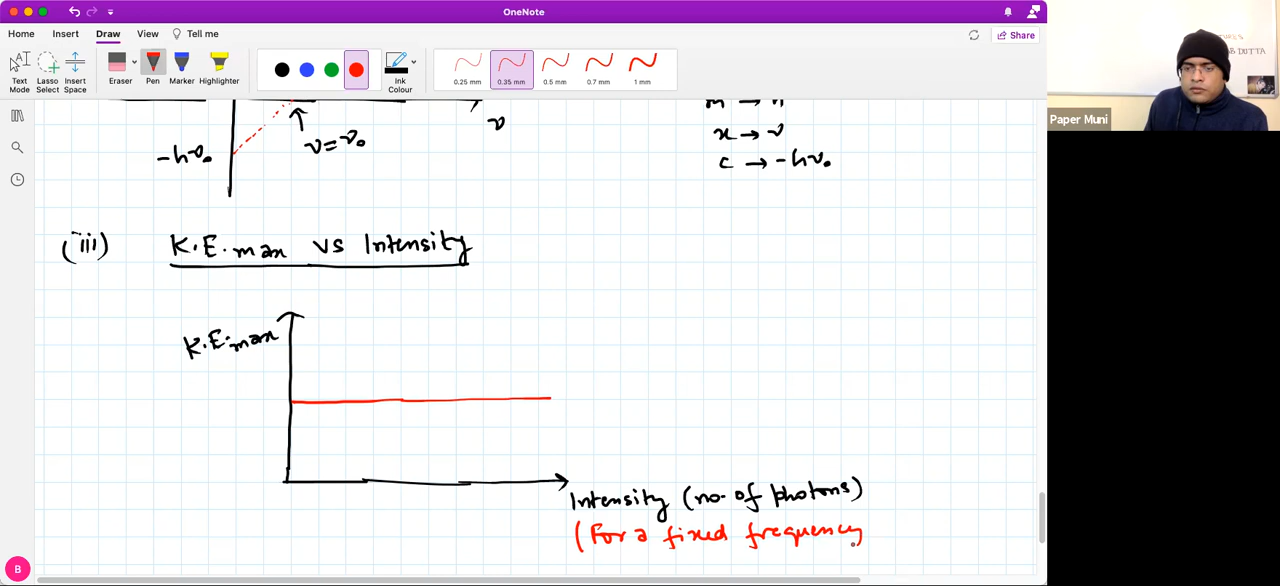 OneNote
Home Insert Draw View Tell me
Share
Text Mode
Lasso Select
Insert Space
Eraser
Pen
Marker
Highlighter
Ink Colour
0.25 mm
0.35 mm
0.5 mm
0.7 mm
1 mm
DUTTA
Paper Muni
ν
ν=ν₀
-hν₀
x → ν
c → -hν₀
(iii) K.E.max vs Intensity
K.E.max
Intensity (no. of photons)
(For a fixed frequency
B